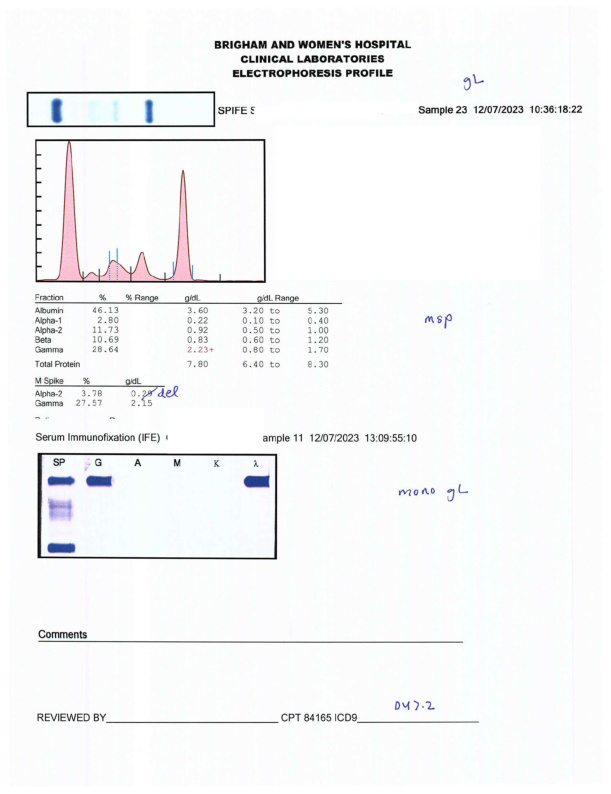 BRIGHAM AND WOMEN'S HOSPITAL
CLINICAL LABORATORIES
ELECTROPHORESIS PROFILE
gL
SPIFE S
Sample 23 12/07/2023 10:36:18:22
Fraction % % Range g/dL g/dL Range
Albumin 46.13 3.60 3.20 to 5.30
Alpha-1 2.80 0.22 0.10 to 0.40
Alpha-2 11.73 0.92 0.50 to 1.00
Beta 10.69 0.83 0.60 to 1.20
Gamma 28.64 2.23+ 0.80 to 1.70
msp
Total Protein 7.80 6.40 to 8.30
M Spike % g/dL
Alpha-2 3.78 0.29 del
Gamma 27.57 2.15
Serum Immunofixation (IFE)
ample 11 12/07/2023 13:09:55:10
SP G A M K λ
mono gL
Comments
D47.2
REVIEWED BY CPT 84165 ICD9